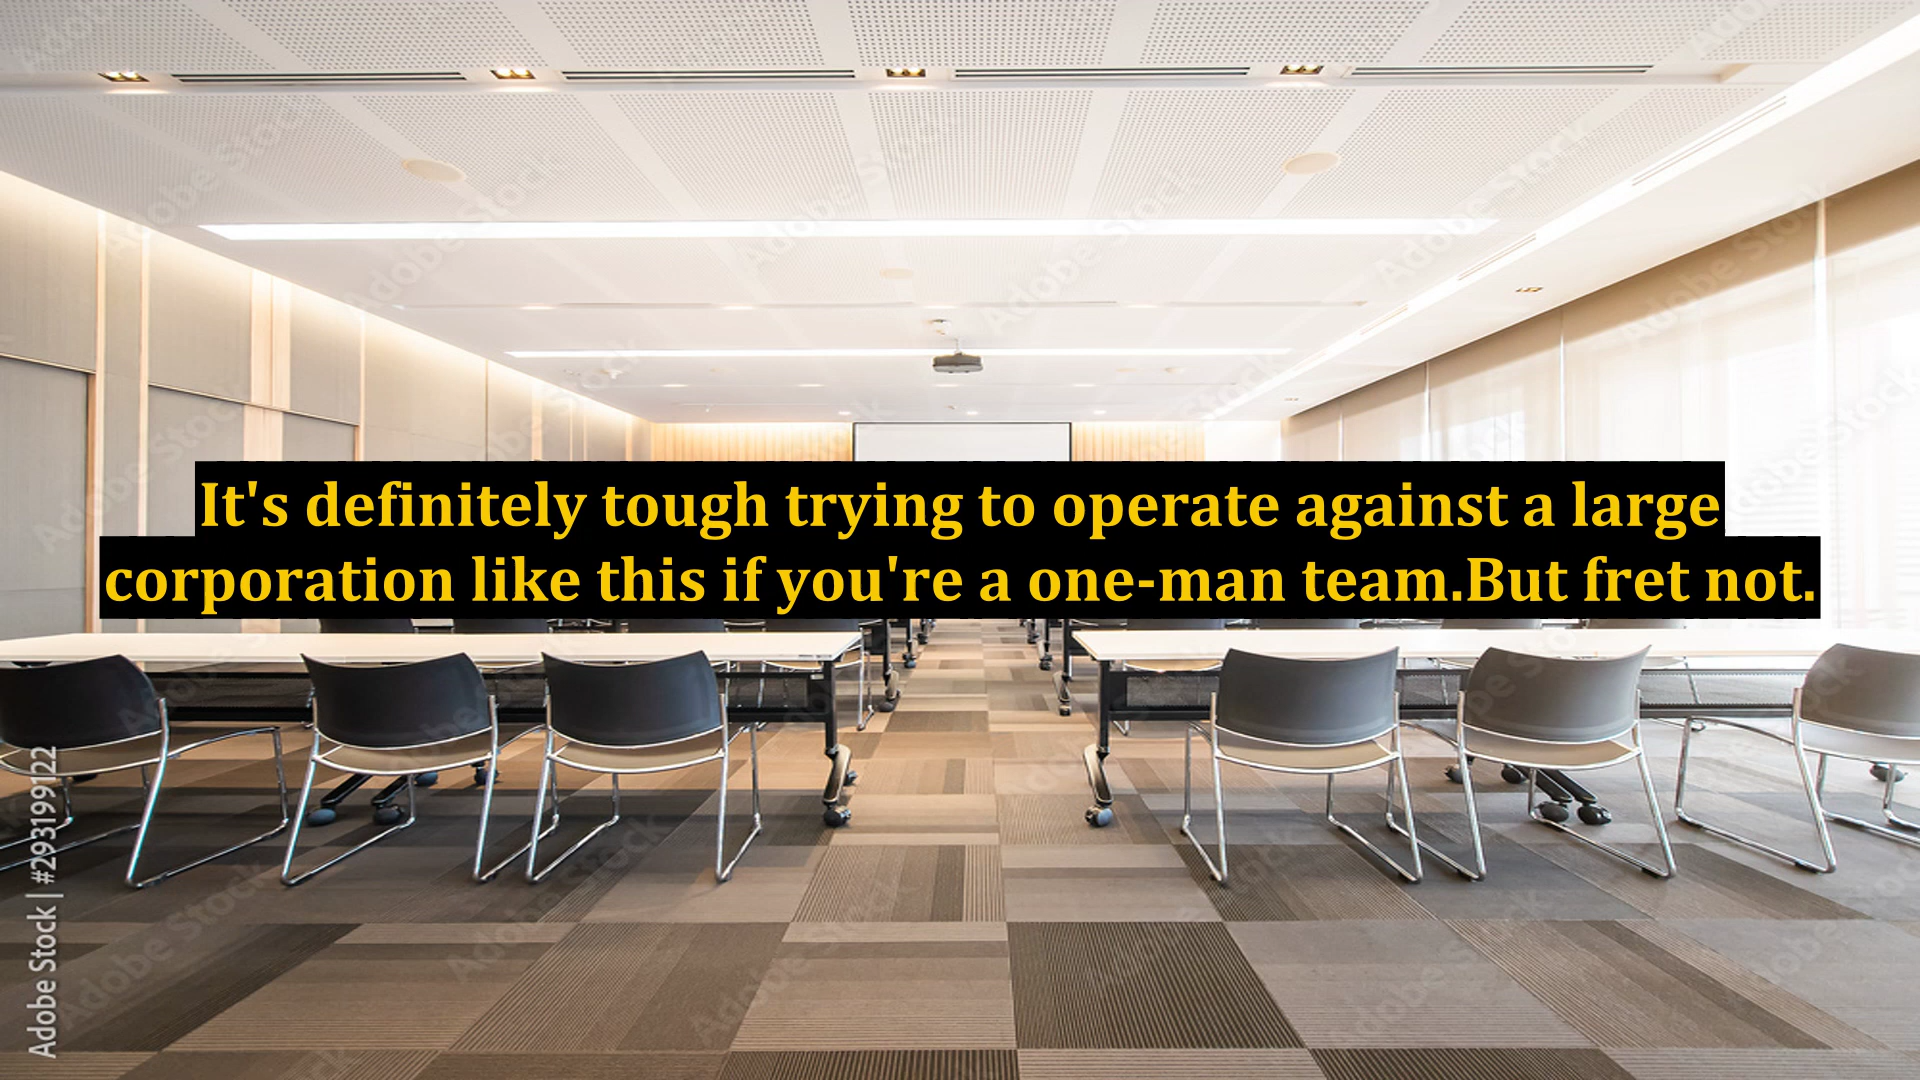 It's definitely tough trying to operate against a large
corporation like this if you're a one-man team.But fret not.
Adobe Stock | #293199122